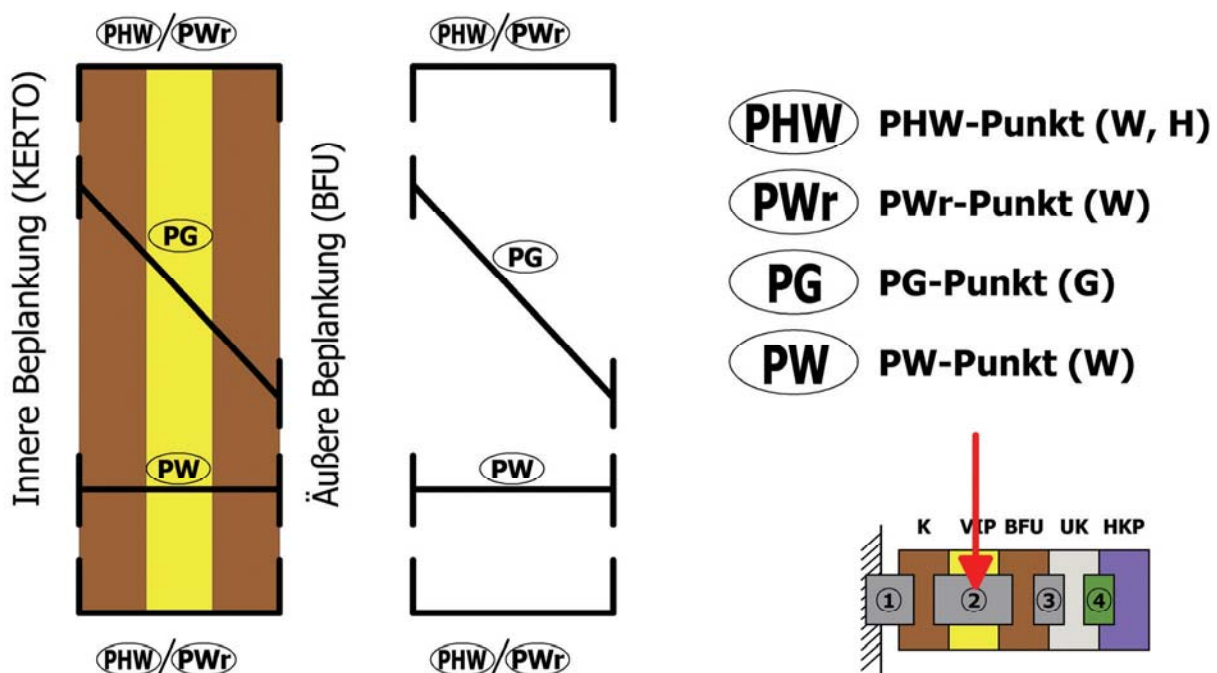 PHW/PWr
PHW/PWr
Innere Beplankung (KERTO)
Äußere Beplankung (BFU)
PG
PG
PW
PW
PHW/PWr
PHW/PWr
PHW PHW-Punkt (W, H)
PWr PWr-Punkt (W)
PG PG-Punkt (G)
PW PW-Punkt (W)
K VIP BFU UK HKP
① ② ③ ④